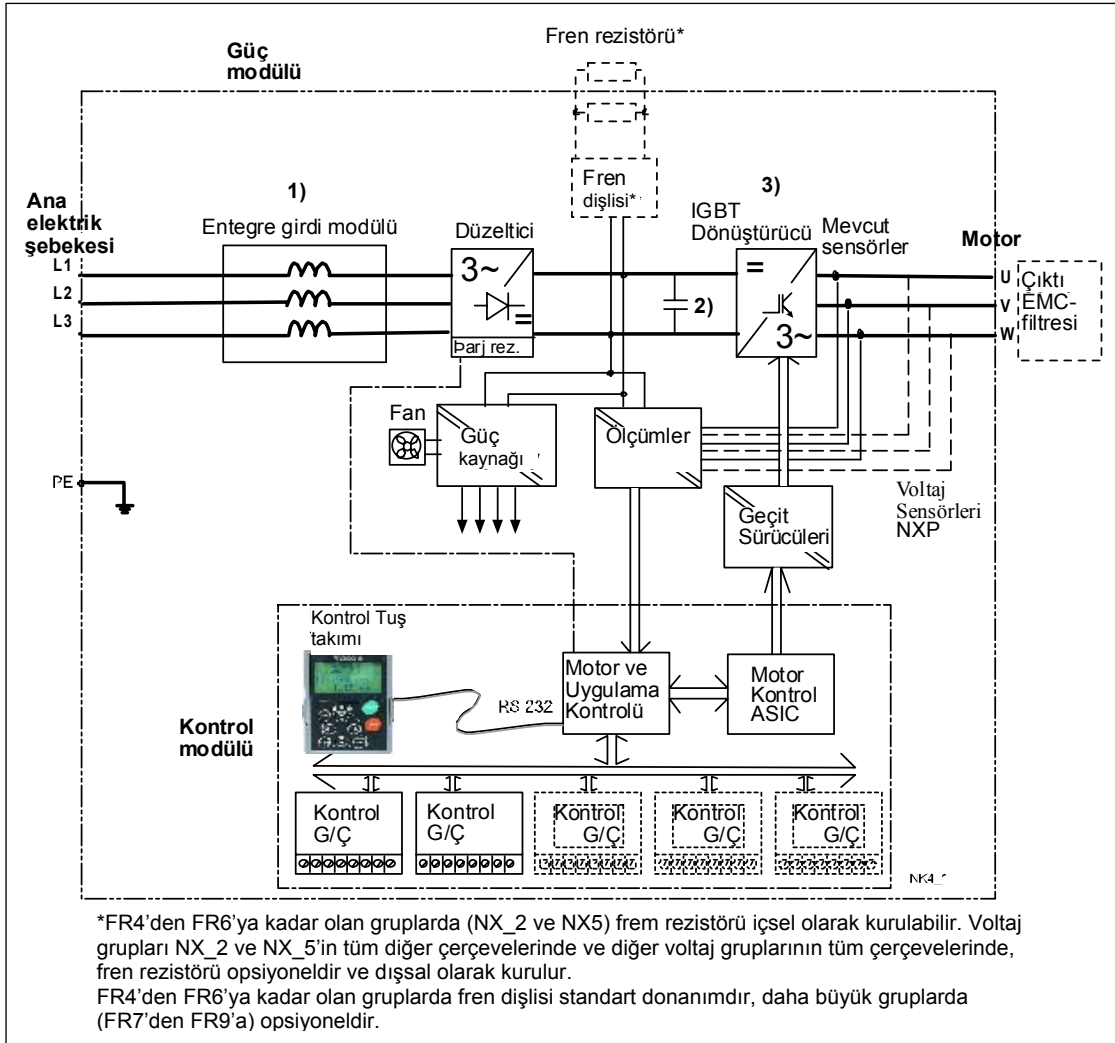 Fren rezistörü*
Güç
modülü
Fren
dişlisi*
1)
3)
Ana
elektrik
şebekesi
Entegre girdi modülü
Düzeltici
IGBT
Dönüştürücü
Mevcut
sensörler
Motor
L1
L2
L3
3~
=
Þarj rez.
2)
=
3~
U
V
W
Çıktı
EMC-
filtresi
Fan
Güç
kaynağı
Ölçümler
PE
Voltaj
Sensörleri
NXP
Geçit
Sürücüleri
Kontrol Tuş
takımı
Kontrol
modülü
RS 232
Motor ve
Uygulama
Kontrolü
Motor
Kontrol
ASIC
Kontrol
G/Ç
Kontrol
G/Ç
Kontrol
G/Ç
Kontrol
G/Ç
Kontrol
G/Ç
*FR4’den FR6’ya kadar olan gruplarda (NX_2 ve NX5) frem rezistörü içsel olarak kurulabilir. Voltaj
grupları NX_2 ve NX_5’in tüm diğer çerçevelerinde ve diğer voltaj gruplarının tüm çerçevelerinde,
fren rezistörü opsiyoneldir ve dışsal olarak kurulur.
FR4’den FR6’ya kadar olan gruplarda fren dişlisi standart donanımdır, daha büyük gruplarda
(FR7’den FR9’a) opsiyoneldir.